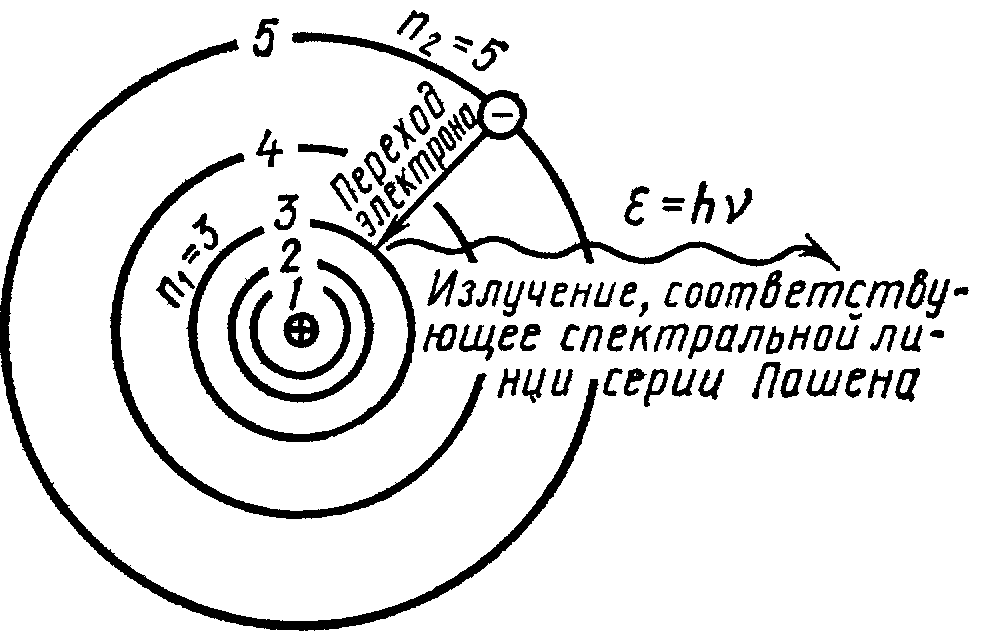 5
n₂=5
−
4
Переход
электрона
3
n₁=3
2
1
+
ε=hν
Излучение, соответству-
ющее спектральной ли-
нци серии Пашена